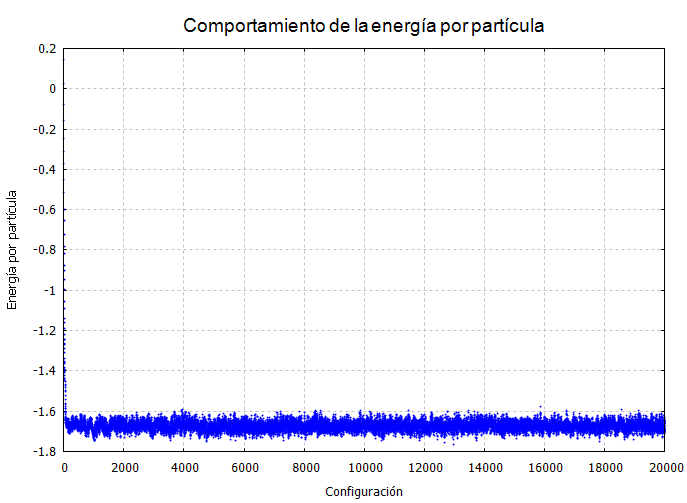 Comportamiento de la energía por partícula
0.2
0
-0.2
-0.4
-0.6
-0.8
-1
-1.2
-1.4
-1.6
-1.8
Energía por partícula
0 2000 4000 6000 8000 10000 12000 14000 16000 18000 20000
Configuración